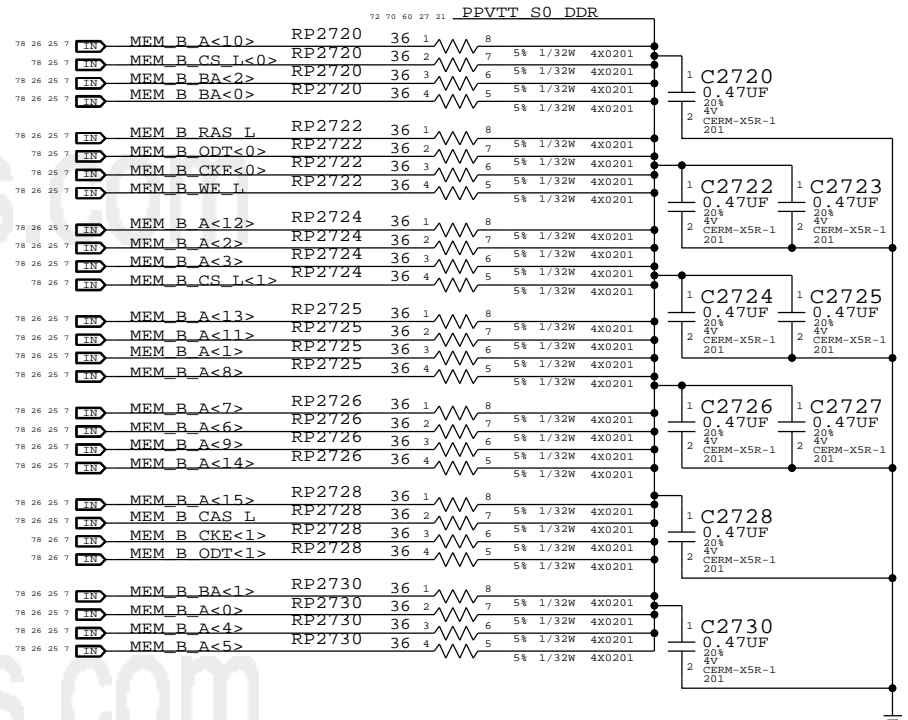 72 70 60 27 21 PPVTT_S0_DDR
78 26 25 7 IN MEM_B_A<10> RP2720 36 1 8 5% 1/32W 4X0201
78 25 7 IN MEM_B_CS_L<0> RP2720 36 2 7 5% 1/32W 4X0201
78 26 25 7 IN MEM_B_BA<2> RP2720 36 3 6 5% 1/32W 4X0201
78 26 25 7 IN MEM_B_BA<0> RP2720 36 4 5 5% 1/32W 4X0201
1 C2720
0.47UF
20%
4V
2 CERM-X5R-1
201
78 26 25 7 IN MEM_B_RAS_L RP2722 36 1 8 5% 1/32W 4X0201
78 25 7 IN MEM_B_ODT<0> RP2722 36 2 7 5% 1/32W 4X0201
78 25 7 IN MEM_B_CKE<0> RP2722 36 3 6 5% 1/32W 4X0201
78 26 25 7 IN MEM_B_WE_L RP2722 36 4 5 5% 1/32W 4X0201
1 C2722 1 C2723
0.47UF 0.47UF
20% 20%
4V 4V
2 CERM-X5R-1 2 CERM-X5R-1
201 201
78 26 25 7 IN MEM_B_A<12> RP2724 36 1 8 5% 1/32W 4X0201
78 26 25 7 IN MEM_B_A<2> RP2724 36 2 7 5% 1/32W 4X0201
78 26 25 7 IN MEM_B_A<3> RP2724 36 3 6 5% 1/32W 4X0201
78 26 7 IN MEM_B_CS_L<1> RP2724 36 4 5 5% 1/32W 4X0201
1 C2724 1 C2725
0.47UF 0.47UF
20% 20%
4V 4V
2 CERM-X5R-1 2 CERM-X5R-1
201 201
78 26 25 7 IN MEM_B_A<13> RP2725 36 1 8 5% 1/32W 4X0201
78 26 25 7 IN MEM_B_A<11> RP2725 36 2 7 5% 1/32W 4X0201
78 26 25 7 IN MEM_B_A<1> RP2725 36 3 6 5% 1/32W 4X0201
78 26 25 7 IN MEM_B_A<8> RP2725 36 4 5 5% 1/32W 4X0201
1 C2726 1 C2727
0.47UF 0.47UF
20% 20%
4V 4V
2 CERM-X5R-1 2 CERM-X5R-1
201 201
78 26 25 7 IN MEM_B_A<7> RP2726 36 1 8 5% 1/32W 4X0201
78 26 25 7 IN MEM_B_A<6> RP2726 36 2 7 5% 1/32W 4X0201
78 26 25 7 IN MEM_B_A<9> RP2726 36 3 6 5% 1/32W 4X0201
78 26 25 7 IN MEM_B_A<14> RP2726 36 4 5 5% 1/32W 4X0201
78 26 25 7 IN MEM_B_A<15> RP2728 36 1 8 5% 1/32W 4X0201
78 26 25 7 IN MEM_B_CAS_L RP2728 36 2 7 5% 1/32W 4X0201
78 26 7 IN MEM_B_CKE<1> RP2728 36 3 6 5% 1/32W 4X0201
78 26 7 IN MEM_B_ODT<1> RP2728 36 4 5 5% 1/32W 4X0201
1 C2728
0.47UF
20%
4V
2 CERM-X5R-1
201
78 26 25 7 IN MEM_B_BA<1> RP2730 36 1 8 5% 1/32W 4X0201
78 26 25 7 IN MEM_B_A<0> RP2730 36 2 7 5% 1/32W 4X0201
78 26 25 7 IN MEM_B_A<4> RP2730 36 3 6 5% 1/32W 4X0201
78 26 25 7 IN MEM_B_A<5> RP2730 36 4 5 5% 1/32W 4X0201
1 C2730
0.47UF
20%
4V
2 CERM-X5R-1
201
s.com
s.com